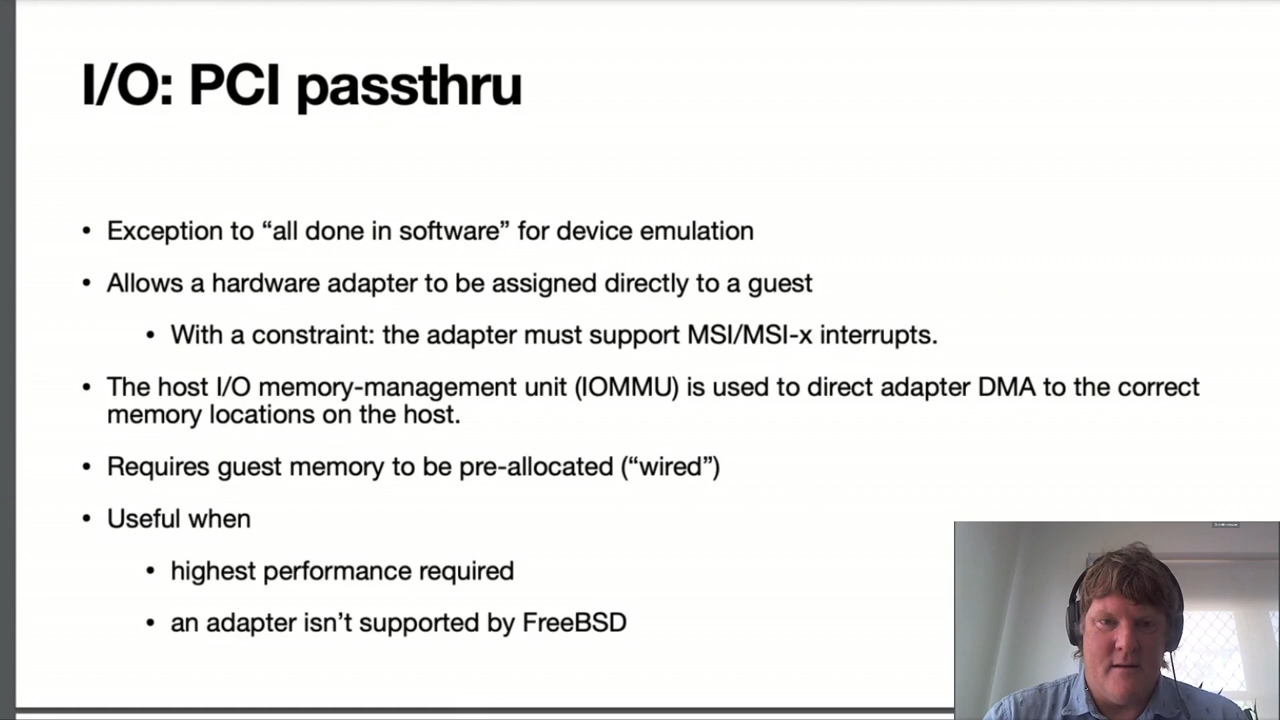 I/O: PCI passthru
• Exception to “all done in software” for device emulation
• Allows a hardware adapter to be assigned directly to a guest
• With a constraint: the adapter must support MSI/MSI-x interrupts.
• The host I/O memory-management unit (IOMMU) is used to direct adapter DMA to the correct
memory locations on the host.
• Requires guest memory to be pre-allocated (“wired”)
• Useful when
• highest performance required
• an adapter isn’t supported by FreeBSD